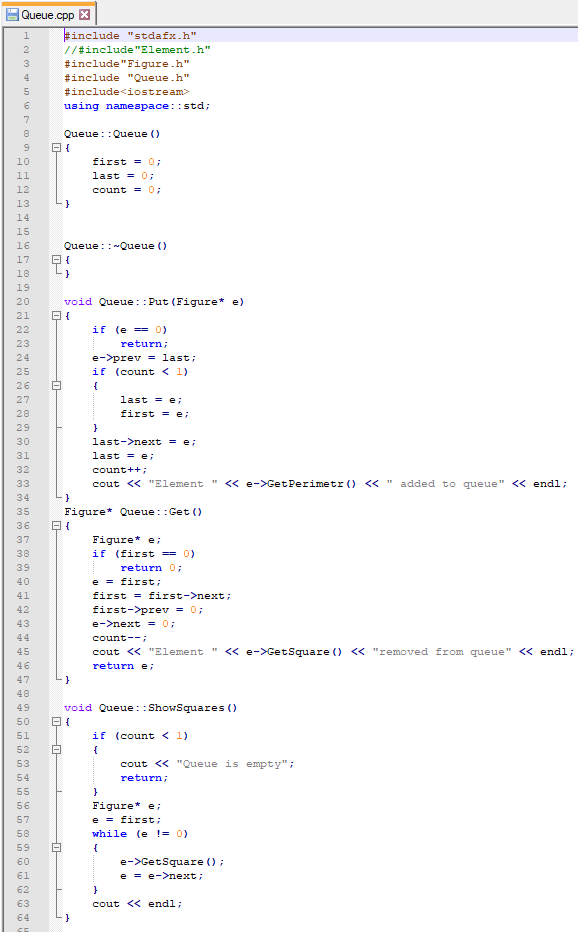 Queue.cpp
1 #include "stdafx.h"
2 //#include"Element.h"
3 #include"Figure.h"
4 #include "Queue.h"
5 #include<iostream>
6 using namespace::std;
7
8 Queue::Queue()
9 {
10 first = 0;
11 last = 0;
12 count = 0;
13 }
14
15
16 Queue::~Queue()
17 {
18 }
19
20 void Queue::Put(Figure* e)
21 {
22 if (e == 0)
23 return;
24 e->prev = last;
25 if (count < 1)
26 {
27 last = e;
28 first = e;
29 }
30 last->next = e;
31 last = e;
32 count++;
33 cout << "Element " << e->GetPerimetr() << " added to queue" << endl;
34 }
35 Figure* Queue::Get()
36 {
37 Figure* e;
38 if (first == 0)
39 return 0;
40 e = first;
41 first = first->next;
42 first->prev = 0;
43 e->next = 0;
44 count--;
45 cout << "Element " << e->GetSquare() << "removed from queue" << endl;
46 return e;
47 }
48
49 void Queue::ShowSquares()
50 {
51 if (count < 1)
52 {
53 cout << "Queue is empty";
54 return;
55 }
56 Figure* e;
57 e = first;
58 while (e != 0)
59 {
60 e->GetSquare();
61 e = e->next;
62 }
63 cout << endl;
64 }
65